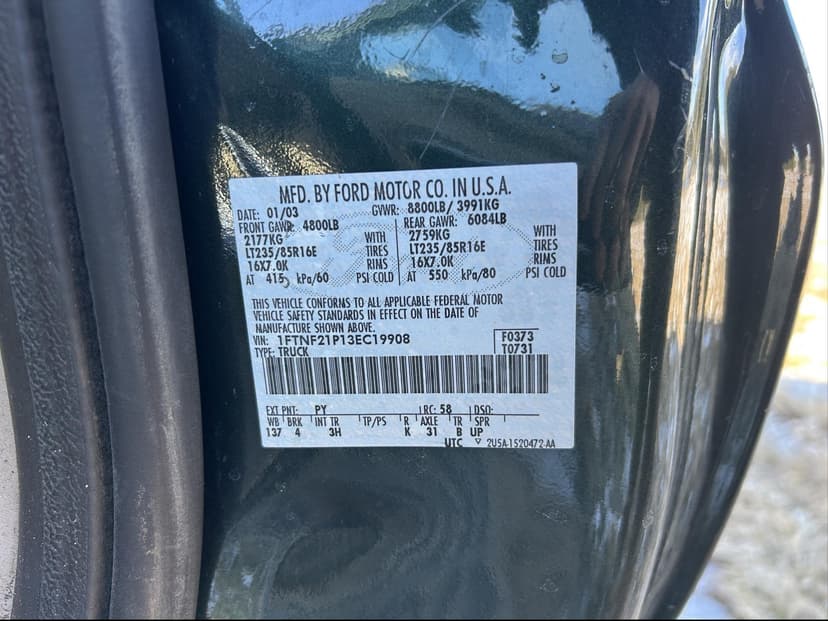 MFD. BY FORD MOTOR CO. IN U.S.A.
DATE: 01/03 GVWR: 8800LB/ 3991KG
FRONT GAWR: 4800LB REAR GAWR: 6084LB
2177KG WITH 2759KG WITH
LT235/85R16E TIRES LT235/85R16E TIRES
16X7.0K RIMS 16X7.0K RIMS
AT 415 kPa/60 PSI COLD AT 550 kPa/80 PSI COLD
THIS VEHICLE CONFORMS TO ALL APPLICABLE FEDERAL MOTOR
VEHICLE SAFETY STANDARDS IN EFFECT ON THE DATE OF
MANUFACTURE SHOWN ABOVE.
VIN: 1FTNF21P13EC19908 F0373
TYPE: TRUCK T0731
EXT PNT: PY RC: 58 DSO:
WB BRK INT TR TP/PS R AXLE TR SPR
137 4 3H K 31 B UP
UTC ▽ 2U5A-1520472-AA